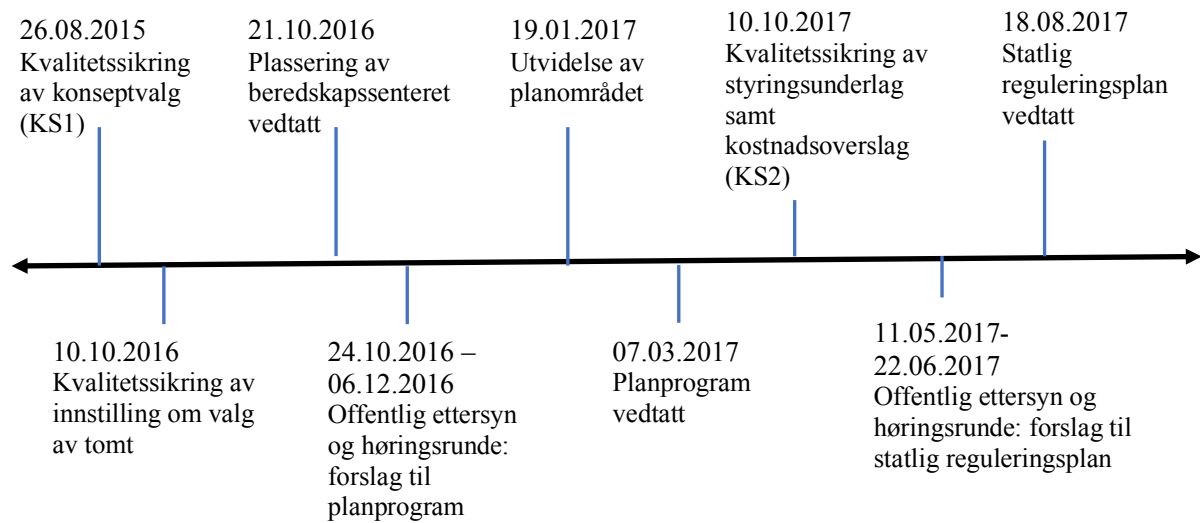 26.08.2015
Kvalitetssikring
av konseptvalg
(KS1)
21.10.2016
Plassering av
beredskapssenteret
vedtatt
19.01.2017
Utvidelse av
planområdet
10.10.2017
Kvalitetssikring av
styringsunderlag
samt
kostnadsoverslag
(KS2)
18.08.2017
Statlig
reguleringsplan
vedtatt
10.10.2016
Kvalitetssikring av
innstilling om valg
av tomt
24.10.2016 –
06.12.2016
Offentlig ettersyn
og høringsrunde:
forslag til
planprogram
07.03.2017
Planprogram
vedtatt
11.05.2017-
22.06.2017
Offentlig ettersyn og
høringsrunde: forslag til
statlig reguleringsplan